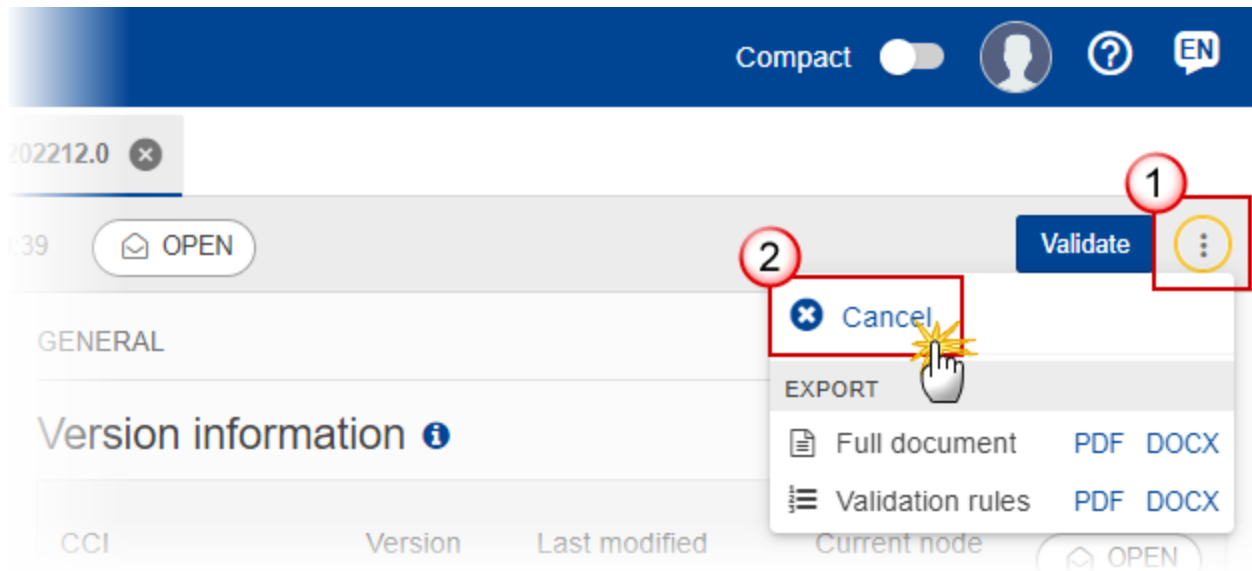 Compact EN
202212.0
1
:39 OPEN Validate
2
Cancel
GENERAL
EXPORT
Version information
Full document PDF DOCX
Validation rules PDF DOCX
CCI Version Last modified Current node OPEN